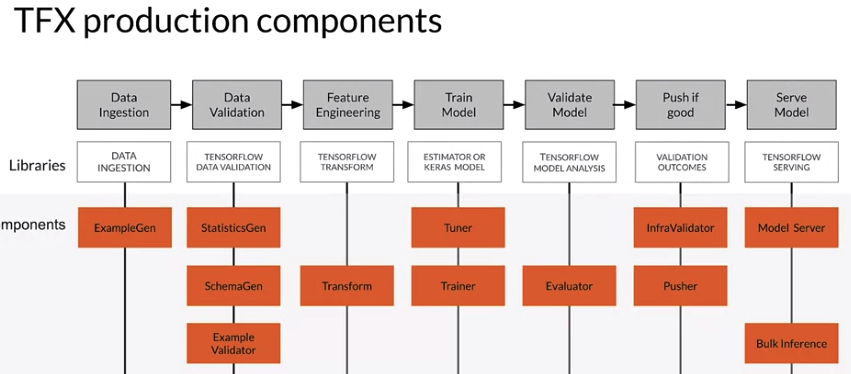 TFX production components
Data Ingestion
Data Validation
Feature Engineering
Train Model
Validate Model
Push if good
Serve Model
Libraries
DATA INGESTION
TENSORFLOW DATA VALIDATION
TENSORFLOW TRANSFORM
ESTIMATOR OR KERAS MODEL
TENSORFLOW MODEL ANALYSIS
VALIDATION OUTCOMES
TENSORFLOW SERVING
mponents
ExampleGen
StatisticsGen
Tuner
InfraValidator
Model Server
SchemaGen
Transform
Trainer
Evaluator
Pusher
Example Validator
Bulk Inference